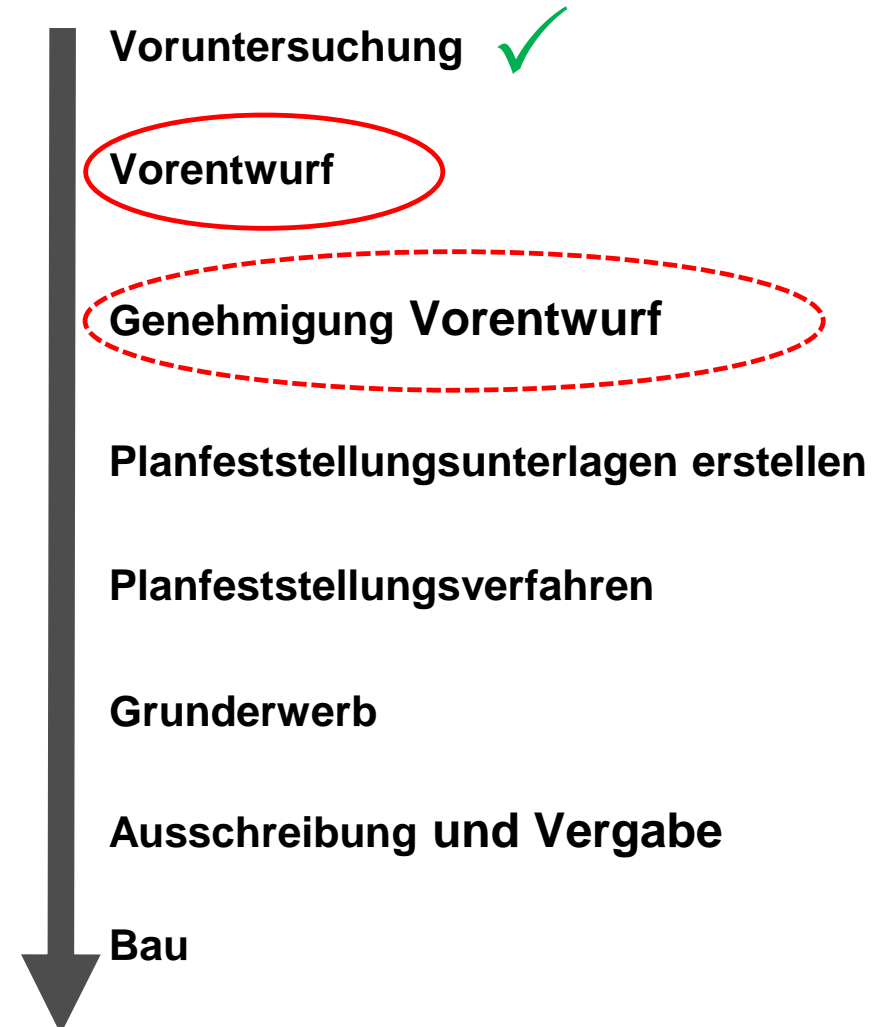 Voruntersuchung
Vorentwurf
Genehmigung Vorentwurf
Planfeststellungsunterlagen erstellen
Planfeststellungsverfahren
Grunderwerb
Ausschreibung und Vergabe
Bau